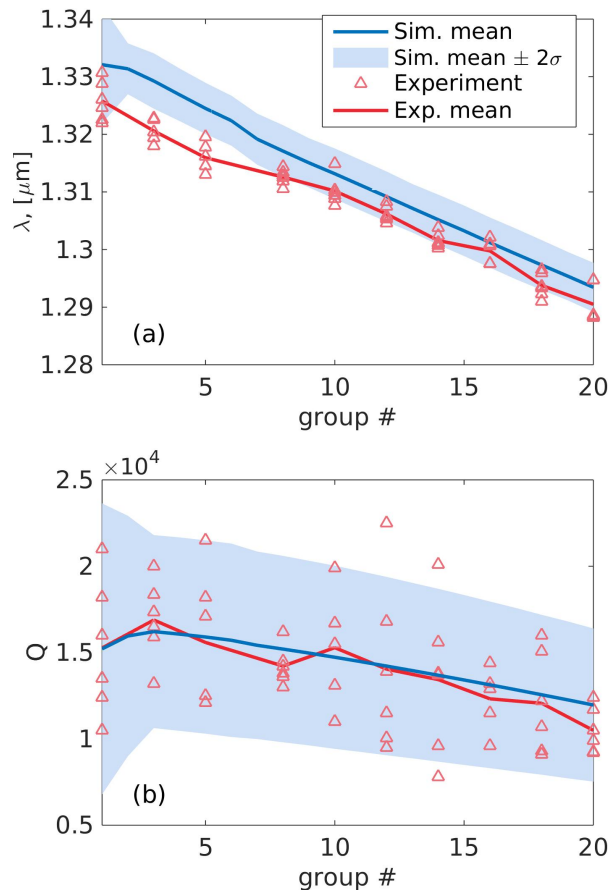 1.34
1.33
1.32
1.31
1.3
1.29
1.28
λ, [μm]
Sim. mean
Sim. mean ± 2σ
Experiment
Exp. mean
(a)
5 10 15 20
group #
×10⁴
2.5
2
1.5
1
0.5
Q
(b)
5 10 15 20
group #